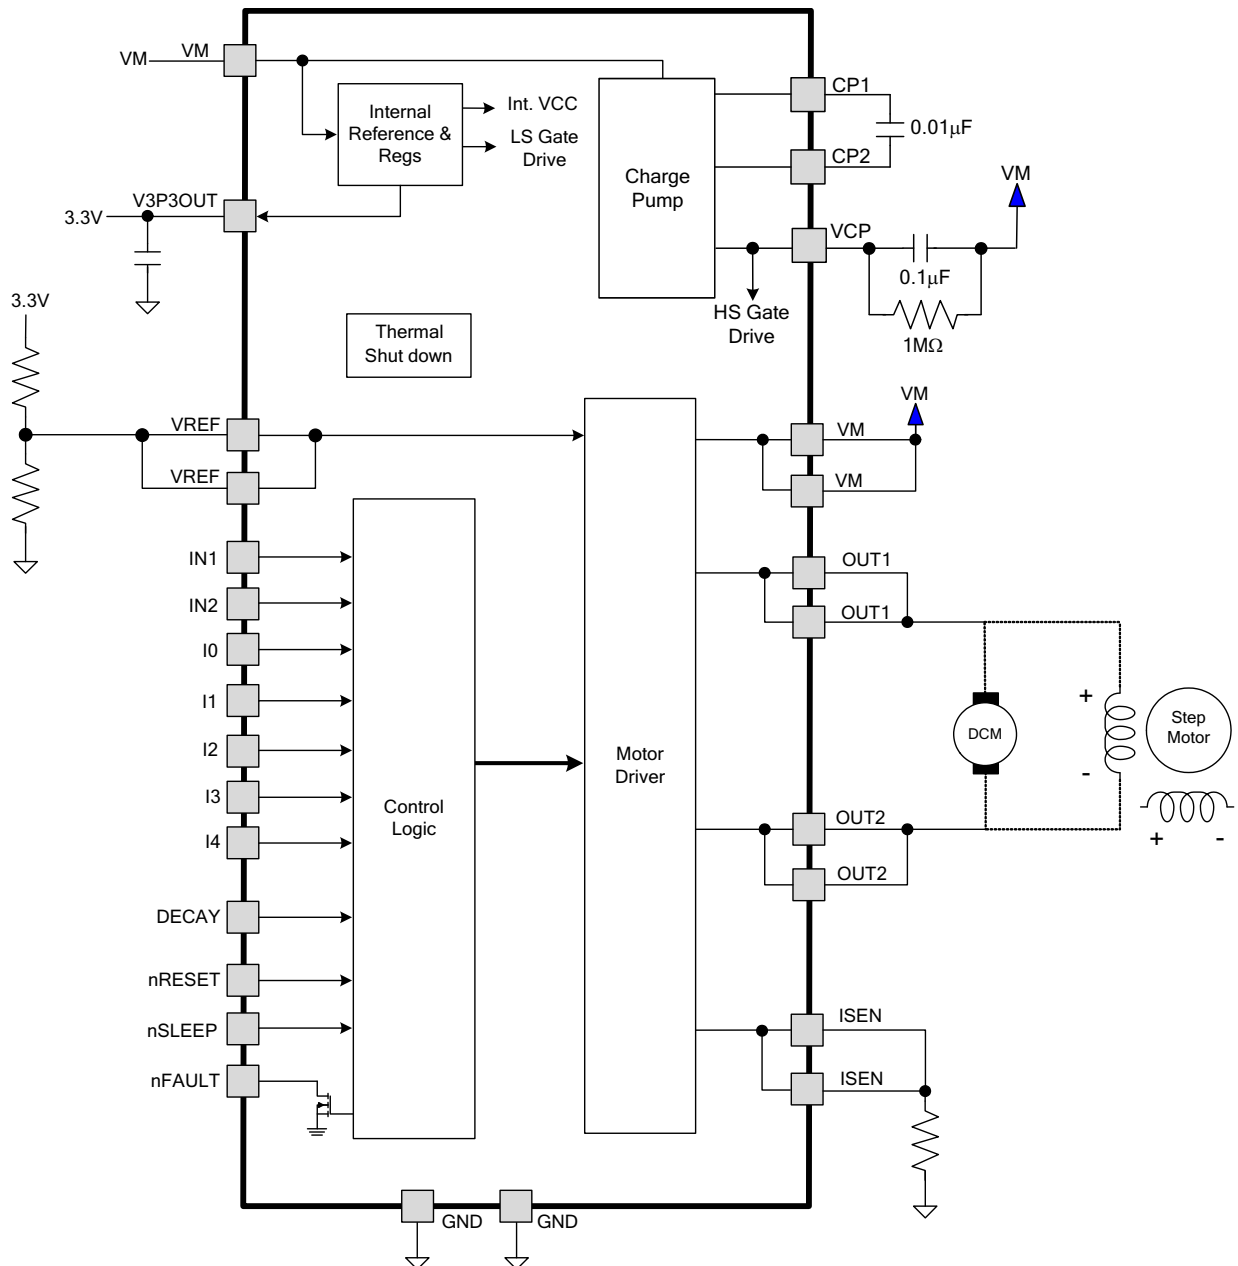 VM
VM
Internal
Reference &
Regs
Int. VCC
LS Gate
Drive
Charge
Pump
CP1
0.01µF
CP2
VM
VCP
0.1µF
1MΩ
HS Gate
Drive
V3P3OUT
3.3V
3.3V
Thermal
Shut down
VREF
VREF
VM
VM
VM
IN1
IN2
I0
I1
I2
I3
I4
DECAY
nRESET
nSLEEP
nFAULT
Control
Logic
Motor
Driver
OUT1
OUT1
DCM
+
-
Step
Motor
+ -
OUT2
OUT2
ISEN
ISEN
GND
GND